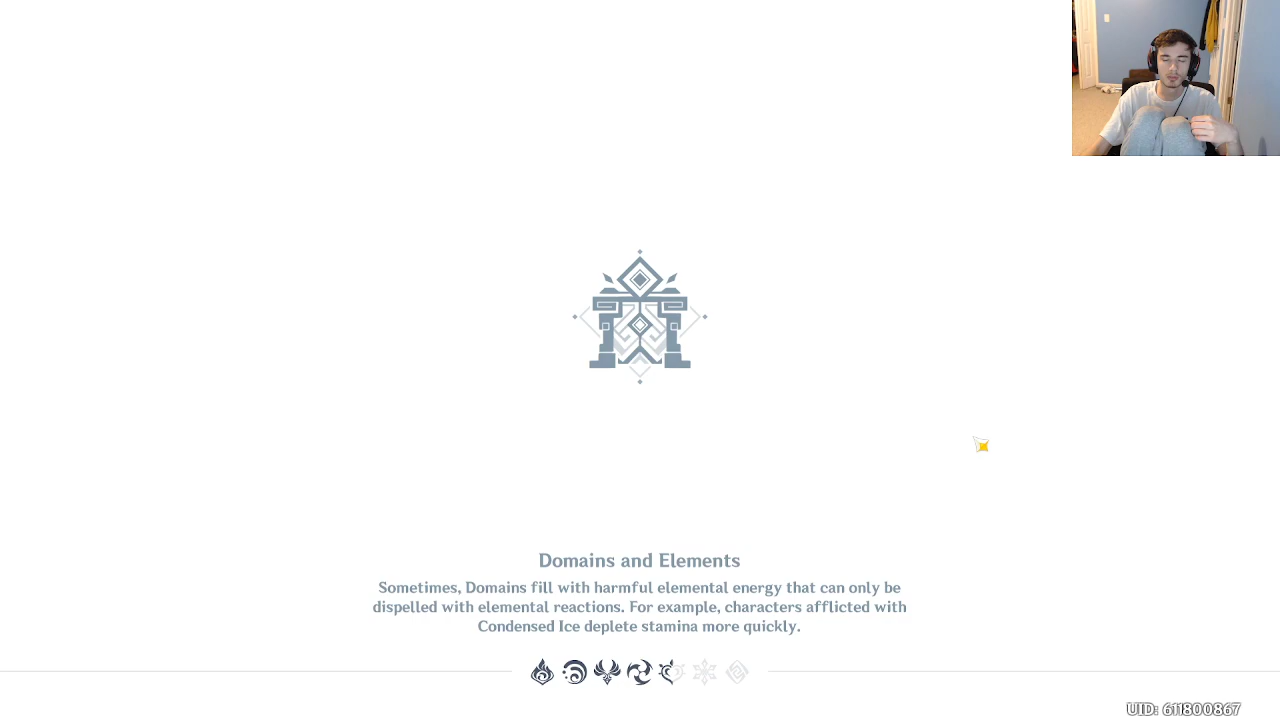 Domains and Elements
Sometimes, Domains fill with harmful elemental energy that can only be
dispelled with elemental reactions. For example, characters afflicted with
Condensed Ice deplete stamina more quickly.
UID: 611800867